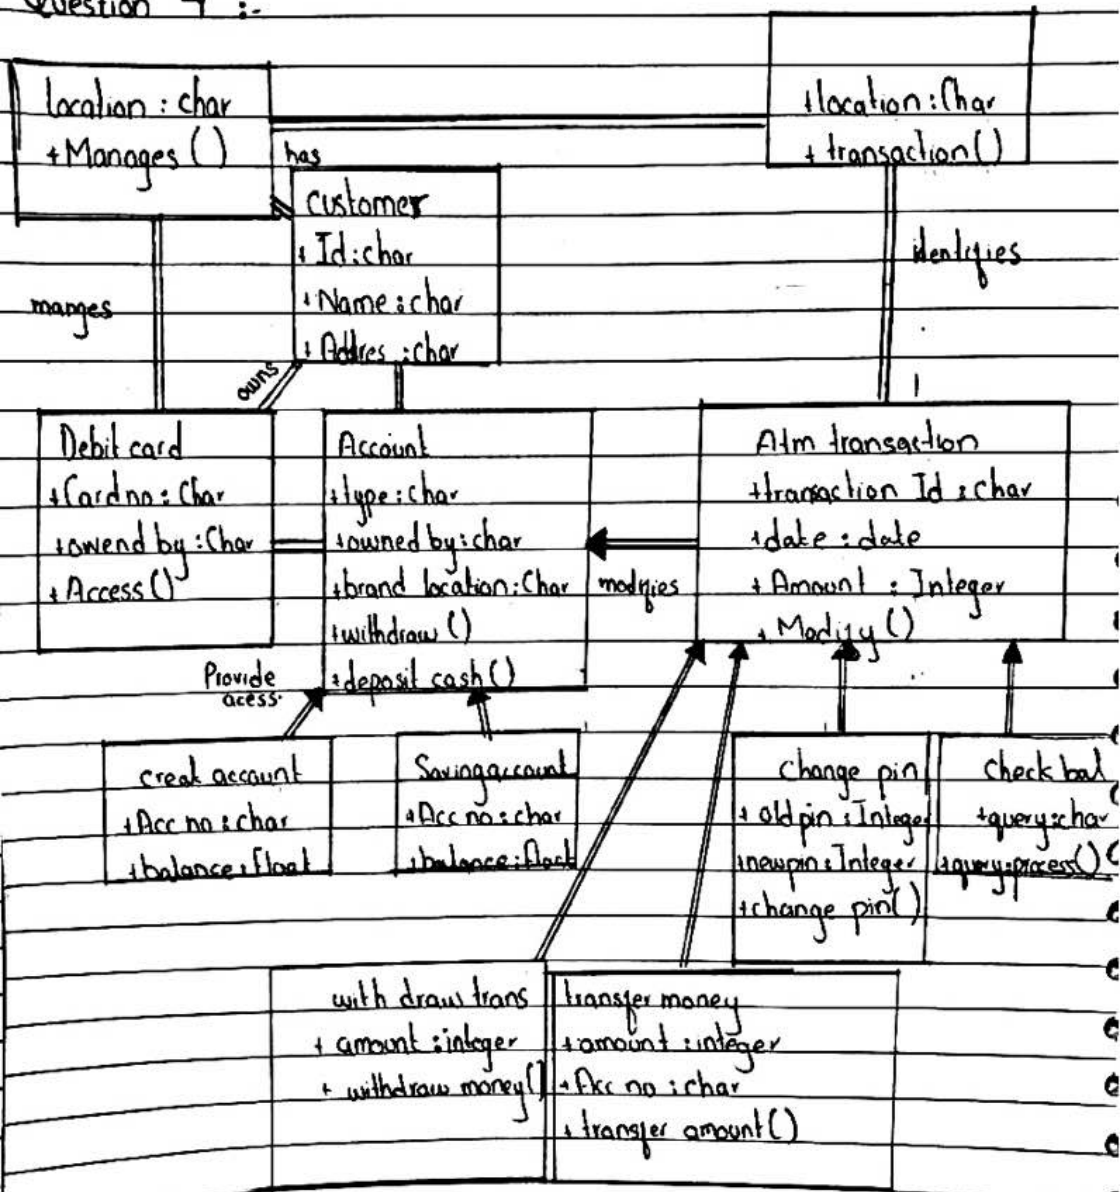 Question 7 :-
location : char
+ Manages ()
+location : Char
+ transaction()
has
customer
+ Id : char
+ Name : char
+ Addres : char
identifies
manges
owns
Debit card
+Card no : Char
+owend by : Char
+ Access ()
Account
+type : char
+owned by : char
+brand location : Char
+withdraw ()
+deposit cash ()
Atm transaction
+transaction Id : char
+date : date
+ Amount : Integer
+ Modify ()
modifies
Provide
acess
creat account
+Acc no : char
+balance : float
Saving account
+Acc no : char
+balance : float
change pin
+ old pin : Integer
+newpin : Integer
+change pin()
Check bal
+query : char
+query : process()
with draw trans
+ amount : integer
+ withdraw money()
transfer money
+amount : integer
+Acc no : char
+ transfer amount()